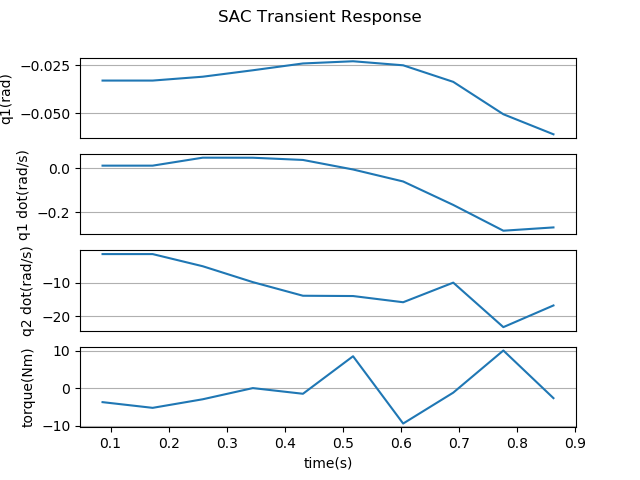 SAC Transient Response
−0.025
−0.050
q1(rad)
0.0
−0.2
q1 dot(rad/s)
−10
−20
q2 dot(rad/s)
10
0
−10
torque(Nm)
0.1 0.2 0.3 0.4 0.5 0.6 0.7 0.8 0.9
time(s)